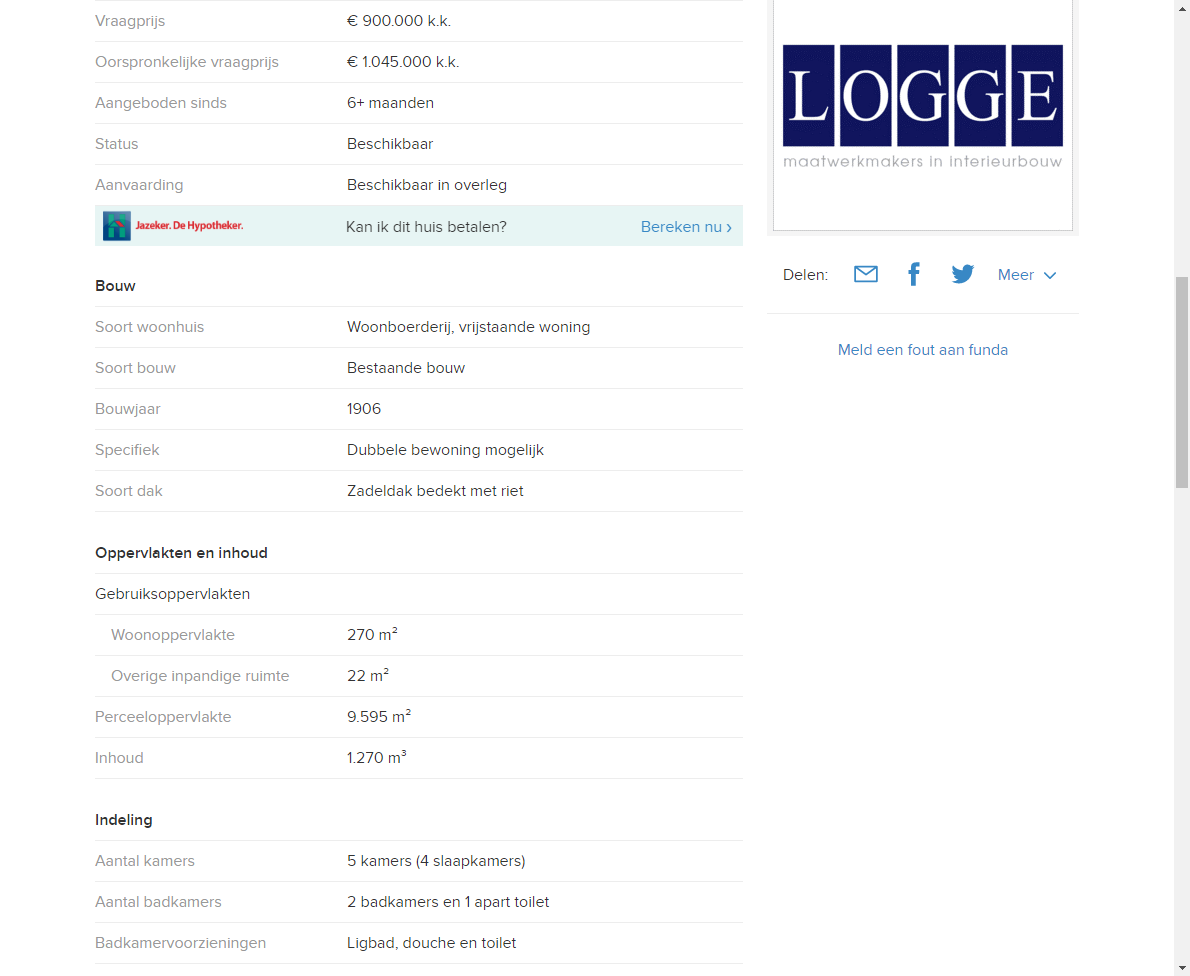 Vraagprijs € 900.000 k.k.
Oorspronkelijke vraagprijs € 1.045.000 k.k.
Aangeboden sinds 6+ maanden
Status Beschikbaar
Aanvaarding Beschikbaar in overleg
Jazeker. De Hypotheker. Kan ik dit huis betalen? Bereken nu ›
Bouw
Soort woonhuis Woonboerderij, vrijstaande woning
Soort bouw Bestaande bouw
Bouwjaar 1906
Specifiek Dubbele bewoning mogelijk
Soort dak Zadeldak bedekt met riet
Oppervlakten en inhoud
Gebruiksoppervlakten
Woonoppervlakte 270 m²
Overige inpandige ruimte 22 m²
Perceeloppervlakte 9.595 m²
Inhoud 1.270 m³
Indeling
Aantal kamers 5 kamers (4 slaapkamers)
Aantal badkamers 2 badkamers en 1 apart toilet
Badkamervoorzieningen Ligbad, douche en toilet
LOGGE
maatwerkmakers in interieurbouw
Delen: Meer
Meld een fout aan funda